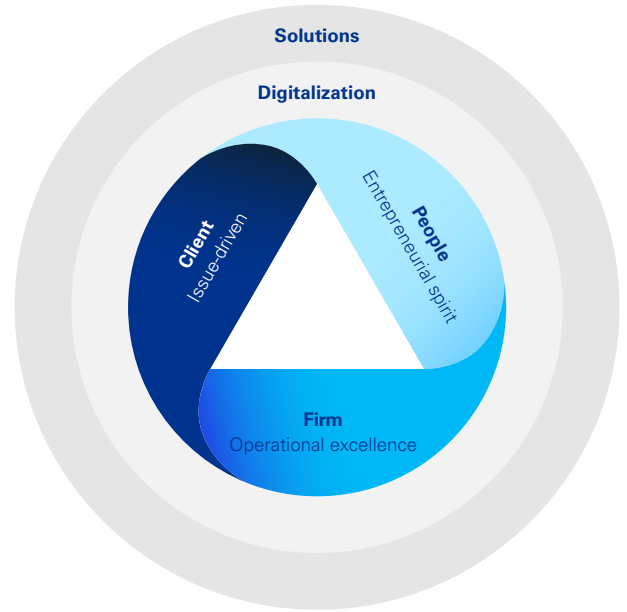 Solutions
Digitalization
Client
Issue-driven
People
Entrepreneurial spirit
Firm
Operational excellence